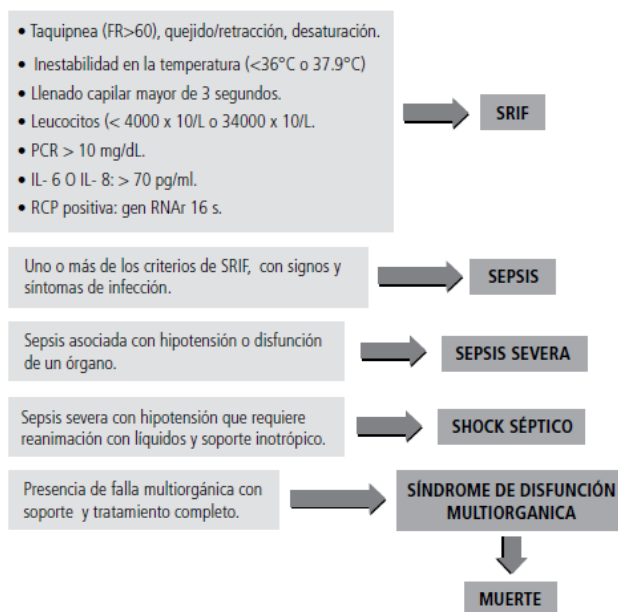 • Taquipnea (FR>60), quejido/retracción, desaturación.
• Inestabilidad en la temperatura (<36°C o 37.9°C)
• Llenado capilar mayor de 3 segundos.
• Leucocitos (< 4000 x 10/L o 34000 x 10/L.
• PCR > 10 mg/dL.
• IL- 6 O IL- 8: > 70 pg/ml.
• RCP positiva: gen RNAr 16 s.
SRIF
Uno o más de los criterios de SRIF, con signos y
síntomas de infección.
SEPSIS
Sepsis asociada con hipotensión o disfunción
de un órgano.
SEPSIS SEVERA
Sepsis severa con hipotensión que requiere
reanimación con líquidos y soporte inotrópico.
SHOCK SÉPTICO
Presencia de falla multiorgánica con
soporte y tratamiento completo.
SÍNDROME DE DISFUNCIÓN
MULTIORGANICA
MUERTE